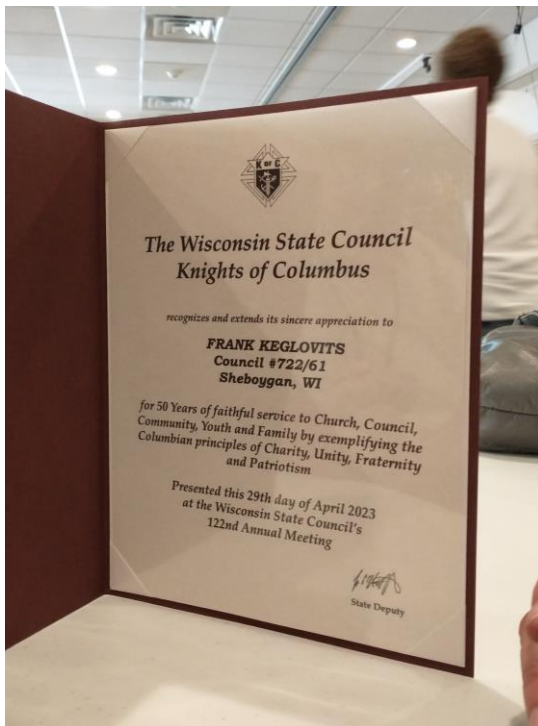 K OF C
The Wisconsin State Council
Knights of Columbus
recognizes and extends its sincere appreciation to
FRANK KEGLOVITS
Council #722/61
Sheboygan, WI
for 50 Years of faithful service to Church, Council,
Community, Youth and Family by exemplifying the
Columbian principles of Charity, Unity, Fraternity
and Patriotism
Presented this 29th day of April 2023
at the Wisconsin State Council's
122nd Annual Meeting
State Deputy